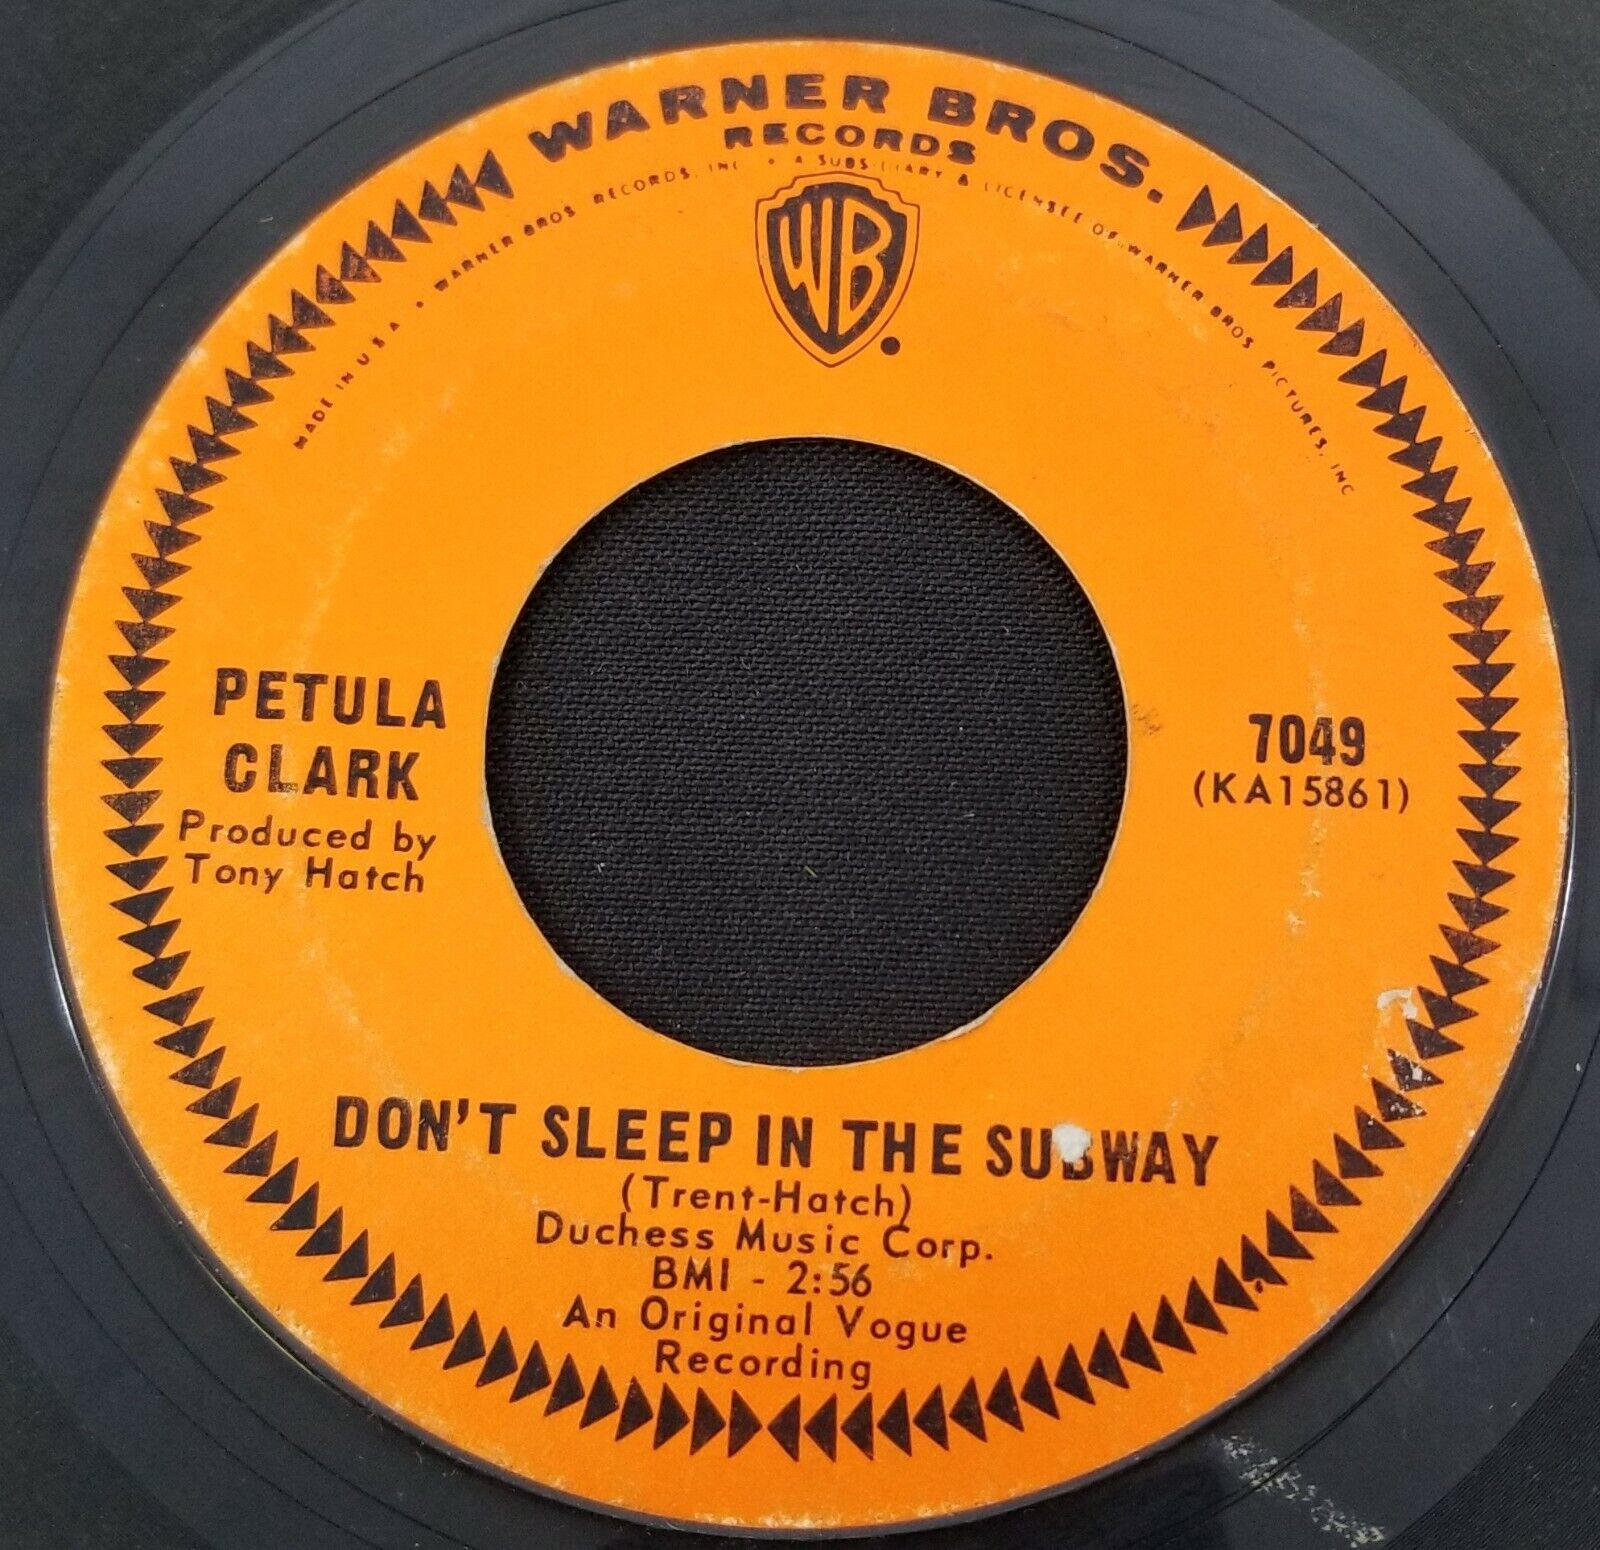 WARNER BROS.
RECORDS
MADE IN U.S.A. • WARNER BROS. RECORDS, INC. • A SUBSIDIARY & LICENSEE OF WARNER BROS. PICTURES, INC.
WB
PETULA
CLARK
Produced by
Tony Hatch
7049
(KA15861)
DON'T SLEEP IN THE SUBWAY
(Trent-Hatch)
Duchess Music Corp.
BMI - 2:56
An Original Vogue
Recording